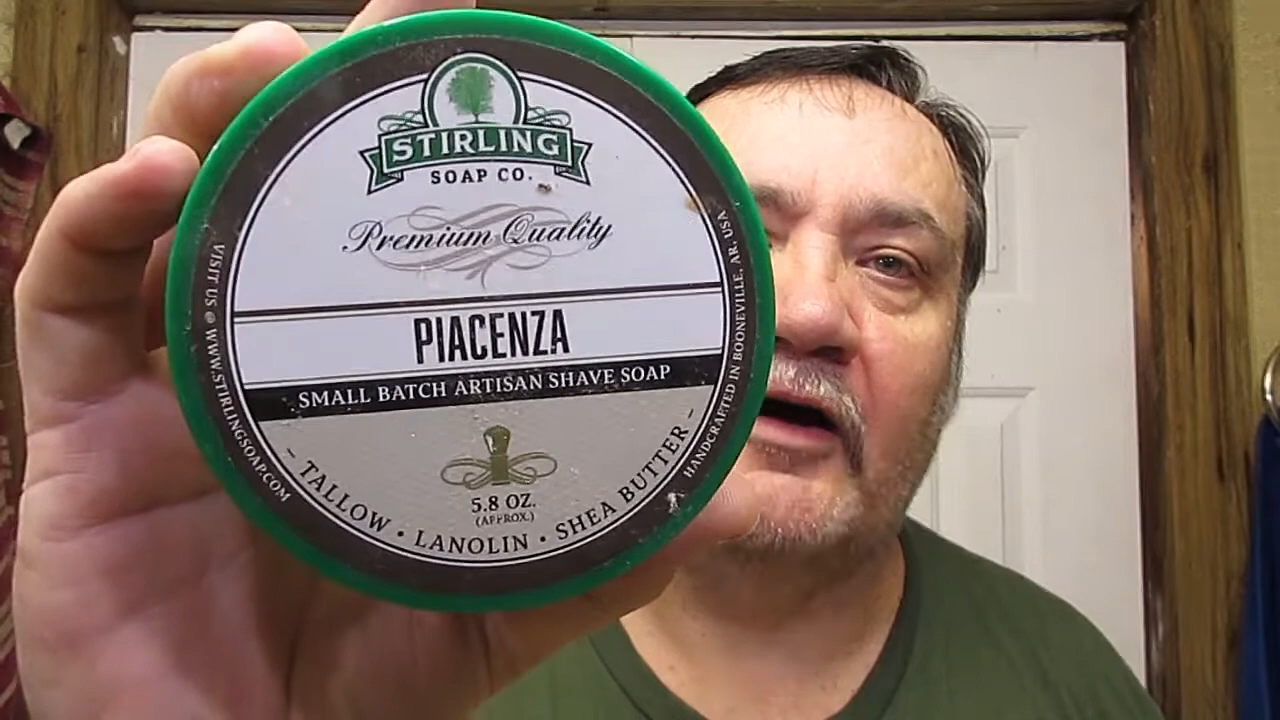 STIRLING
SOAP CO.
Premium Quality
PIACENZA
SMALL BATCH ARTISAN SHAVE SOAP
5.8 OZ.
(APPROX.)
– TALLOW • LANOLIN • SHEA BUTTER –
VISIT US @ WWW.STIRLINGSOAP.COM
HANDCRAFTED IN BOONEVILLE, AR, USA